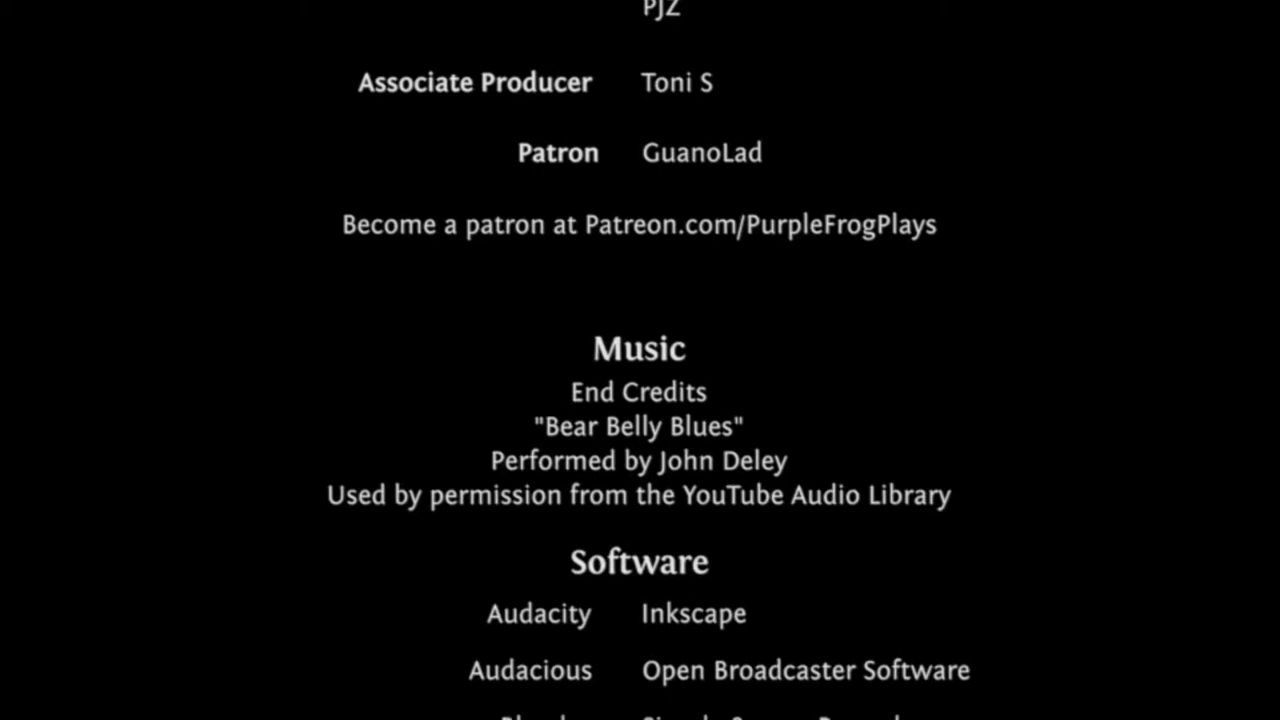 PJZ
Associate Producer Toni S
Patron GuanoLad
Become a patron at Patreon.com/PurpleFrogPlays
Music
End Credits
"Bear Belly Blues"
Performed by John Deley
Used by permission from the YouTube Audio Library
Software
Audacity Inkscape
Audacious Open Broadcaster Software